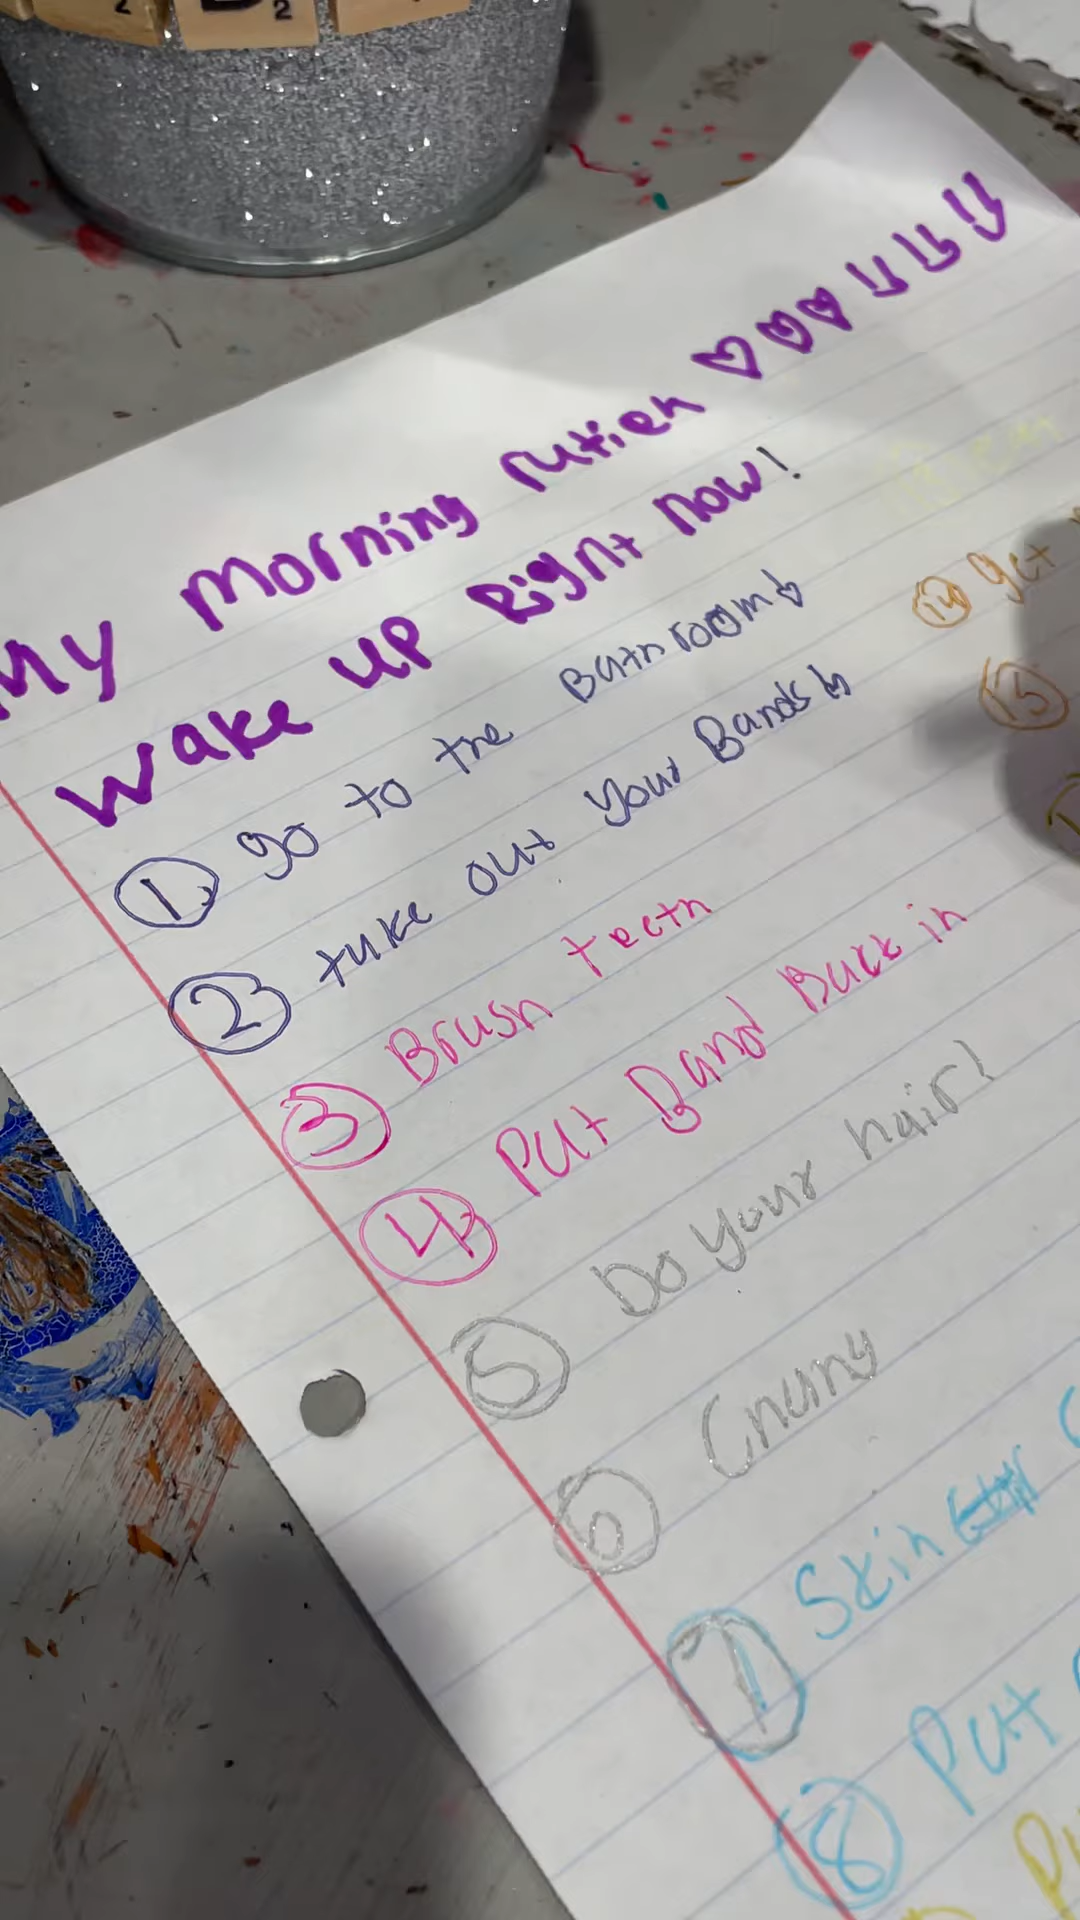 My morning rutien ♡♡♡ !! !! !!
wake up Right now!
① go to the Bathroom ♡
② take out your Bands ♡
③ Brush teeth
④ Put Band Back in
⑤ Do your hair!
⑥
⑦ Skin
⑧ Put
⑭ get
⑮